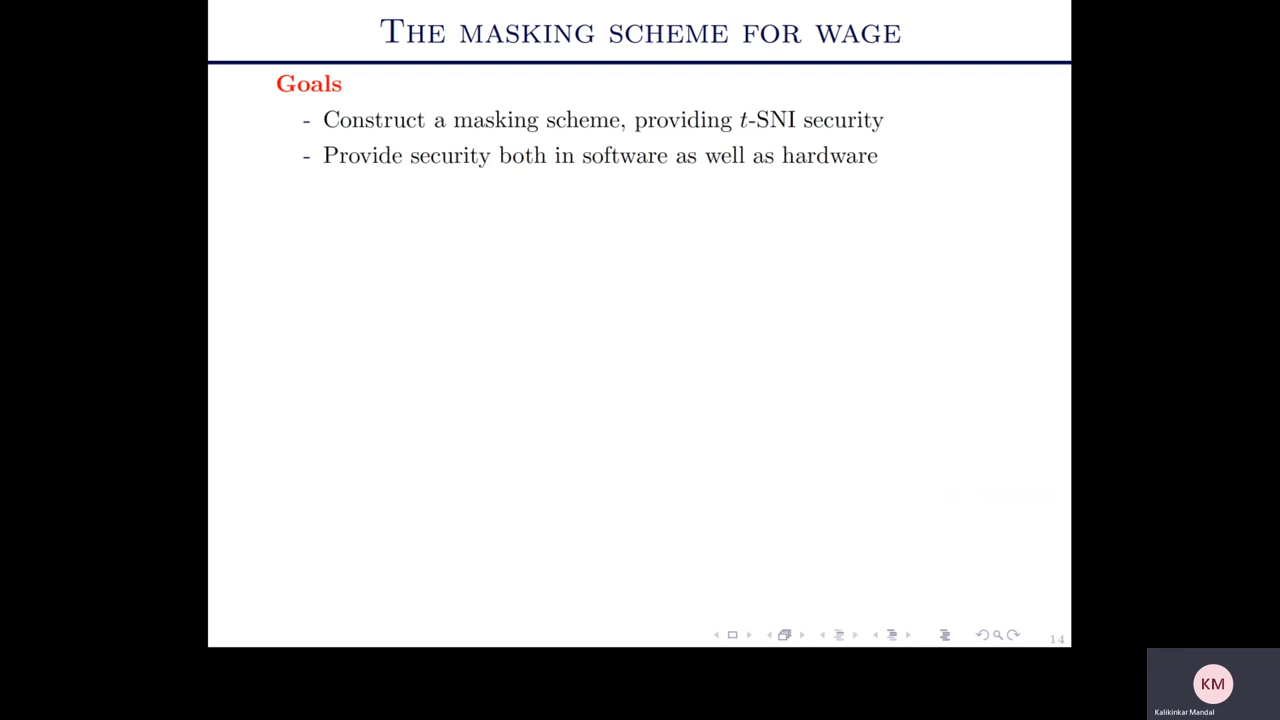 THE MASKING SCHEME FOR WAGE
Goals
- Construct a masking scheme, providing t-SNI security
- Provide security both in software as well as hardware
14
KM
Kalikinkar Mandal